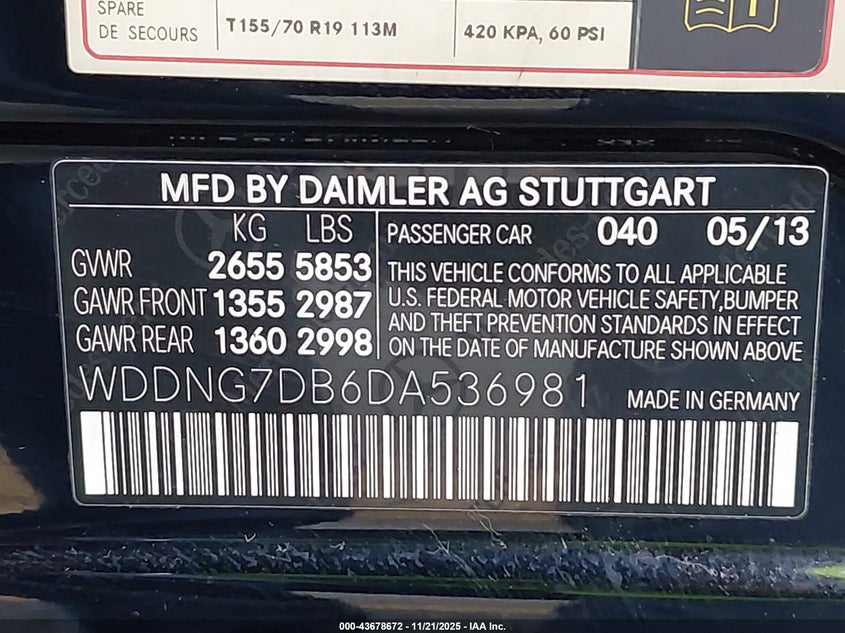 SPARE
DE SECOURS
T155/70 R19 113M
420 KPA, 60 PSI
MFD BY DAIMLER AG STUTTGART
KG LBS
GVWR 2655 5853
GAWR FRONT 1355 2987
GAWR REAR 1360 2998
PASSENGER CAR 040 05/13
THIS VEHICLE CONFORMS TO ALL APPLICABLE
U.S. FEDERAL MOTOR VEHICLE SAFETY,BUMPER
AND THEFT PREVENTION STANDARDS IN EFFECT
ON THE DATE OF MANUFACTURE SHOWN ABOVE
WDDNG7DB6DA536981
MADE IN GERMANY
000-43678672 - 11/21/2025 - IAA Inc.